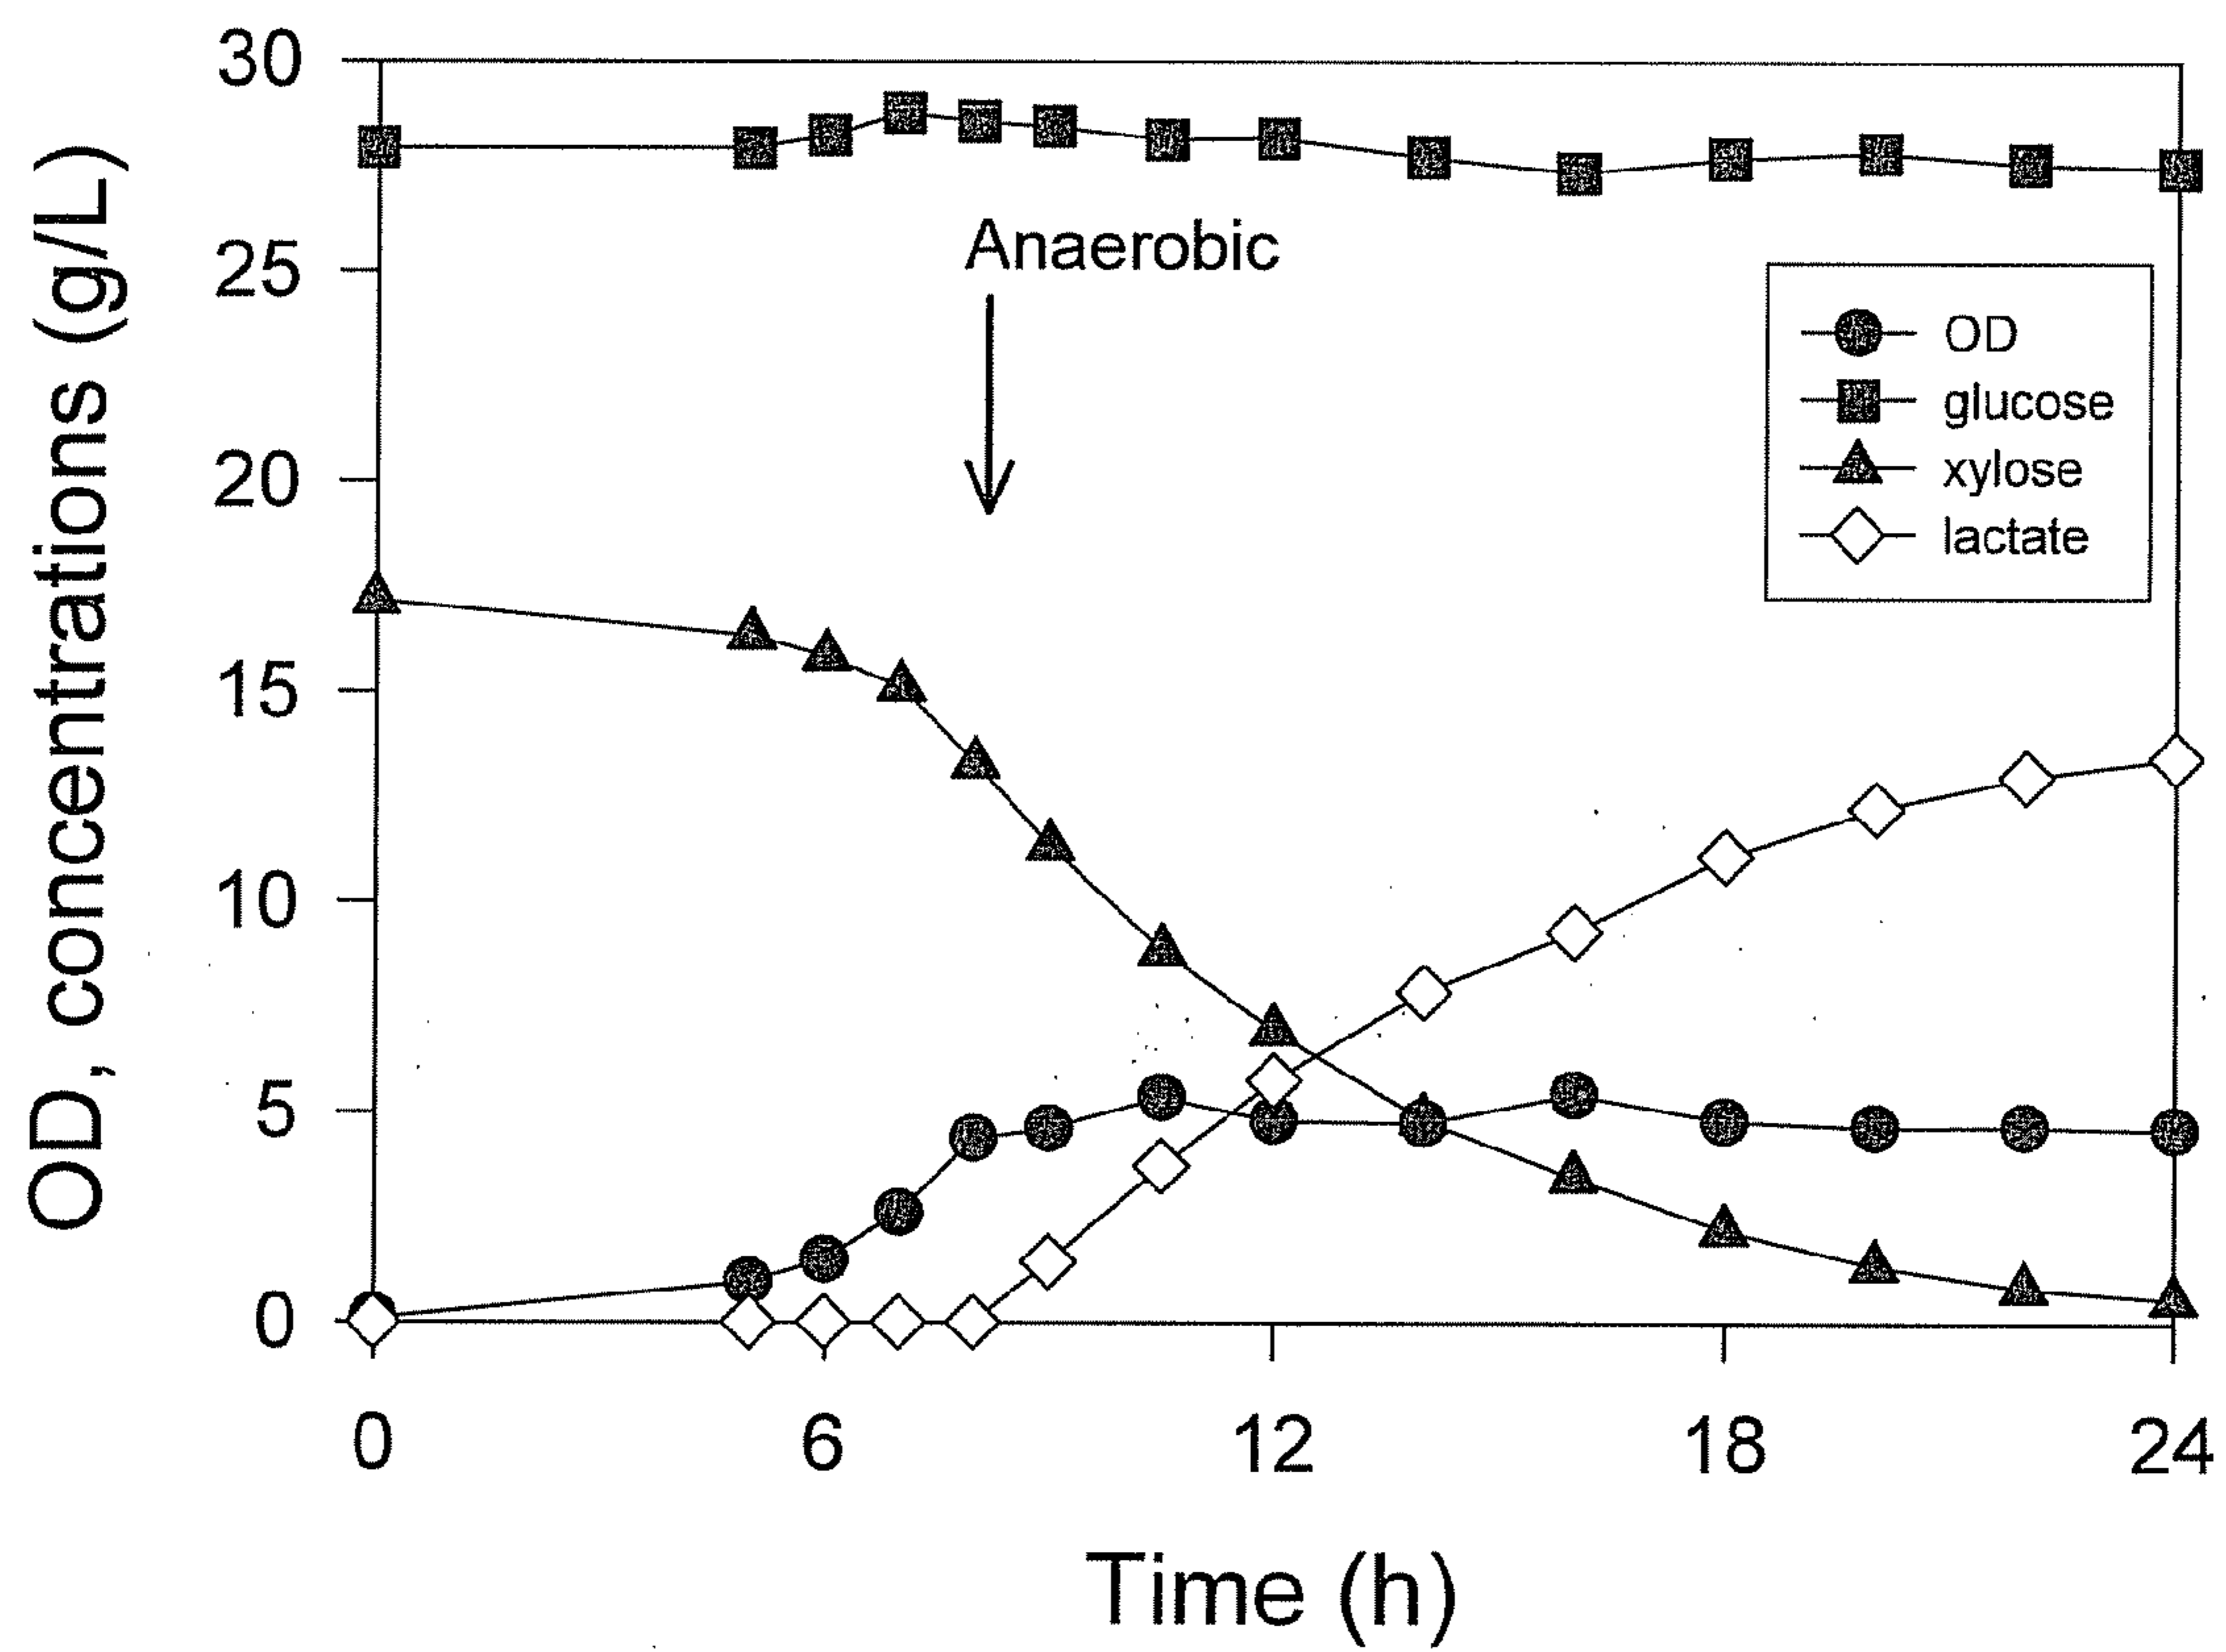 OD, concentrations (g/L)
30
25
20
15
10
5
0
Anaerobic
OD
glucose
xylose
lactate
0 6 12 18 24
Time (h)